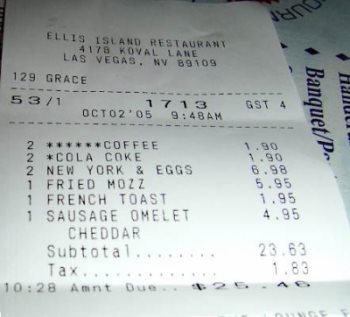 ELLIS ISLAND RESTAURANT
4178 KOVAL LANE
LAS VEGAS, NV 89109
129 GRACE
53/1 1713 GST 4
OCT02'05 9:48AM
2 ******COFFEE 1.90
2 *COLA COKE 1.90
2 NEW YORK & EGGS 6.98
1 FRIED MOZZ 5.95
1 FRENCH TOAST 1.95
1 SAUSAGE OMELET 4.95
CHEDDAR
Subtotal........ 23.63
Tax............. 1.83
10:28 Amnt Due.. $25.46
Banquet/